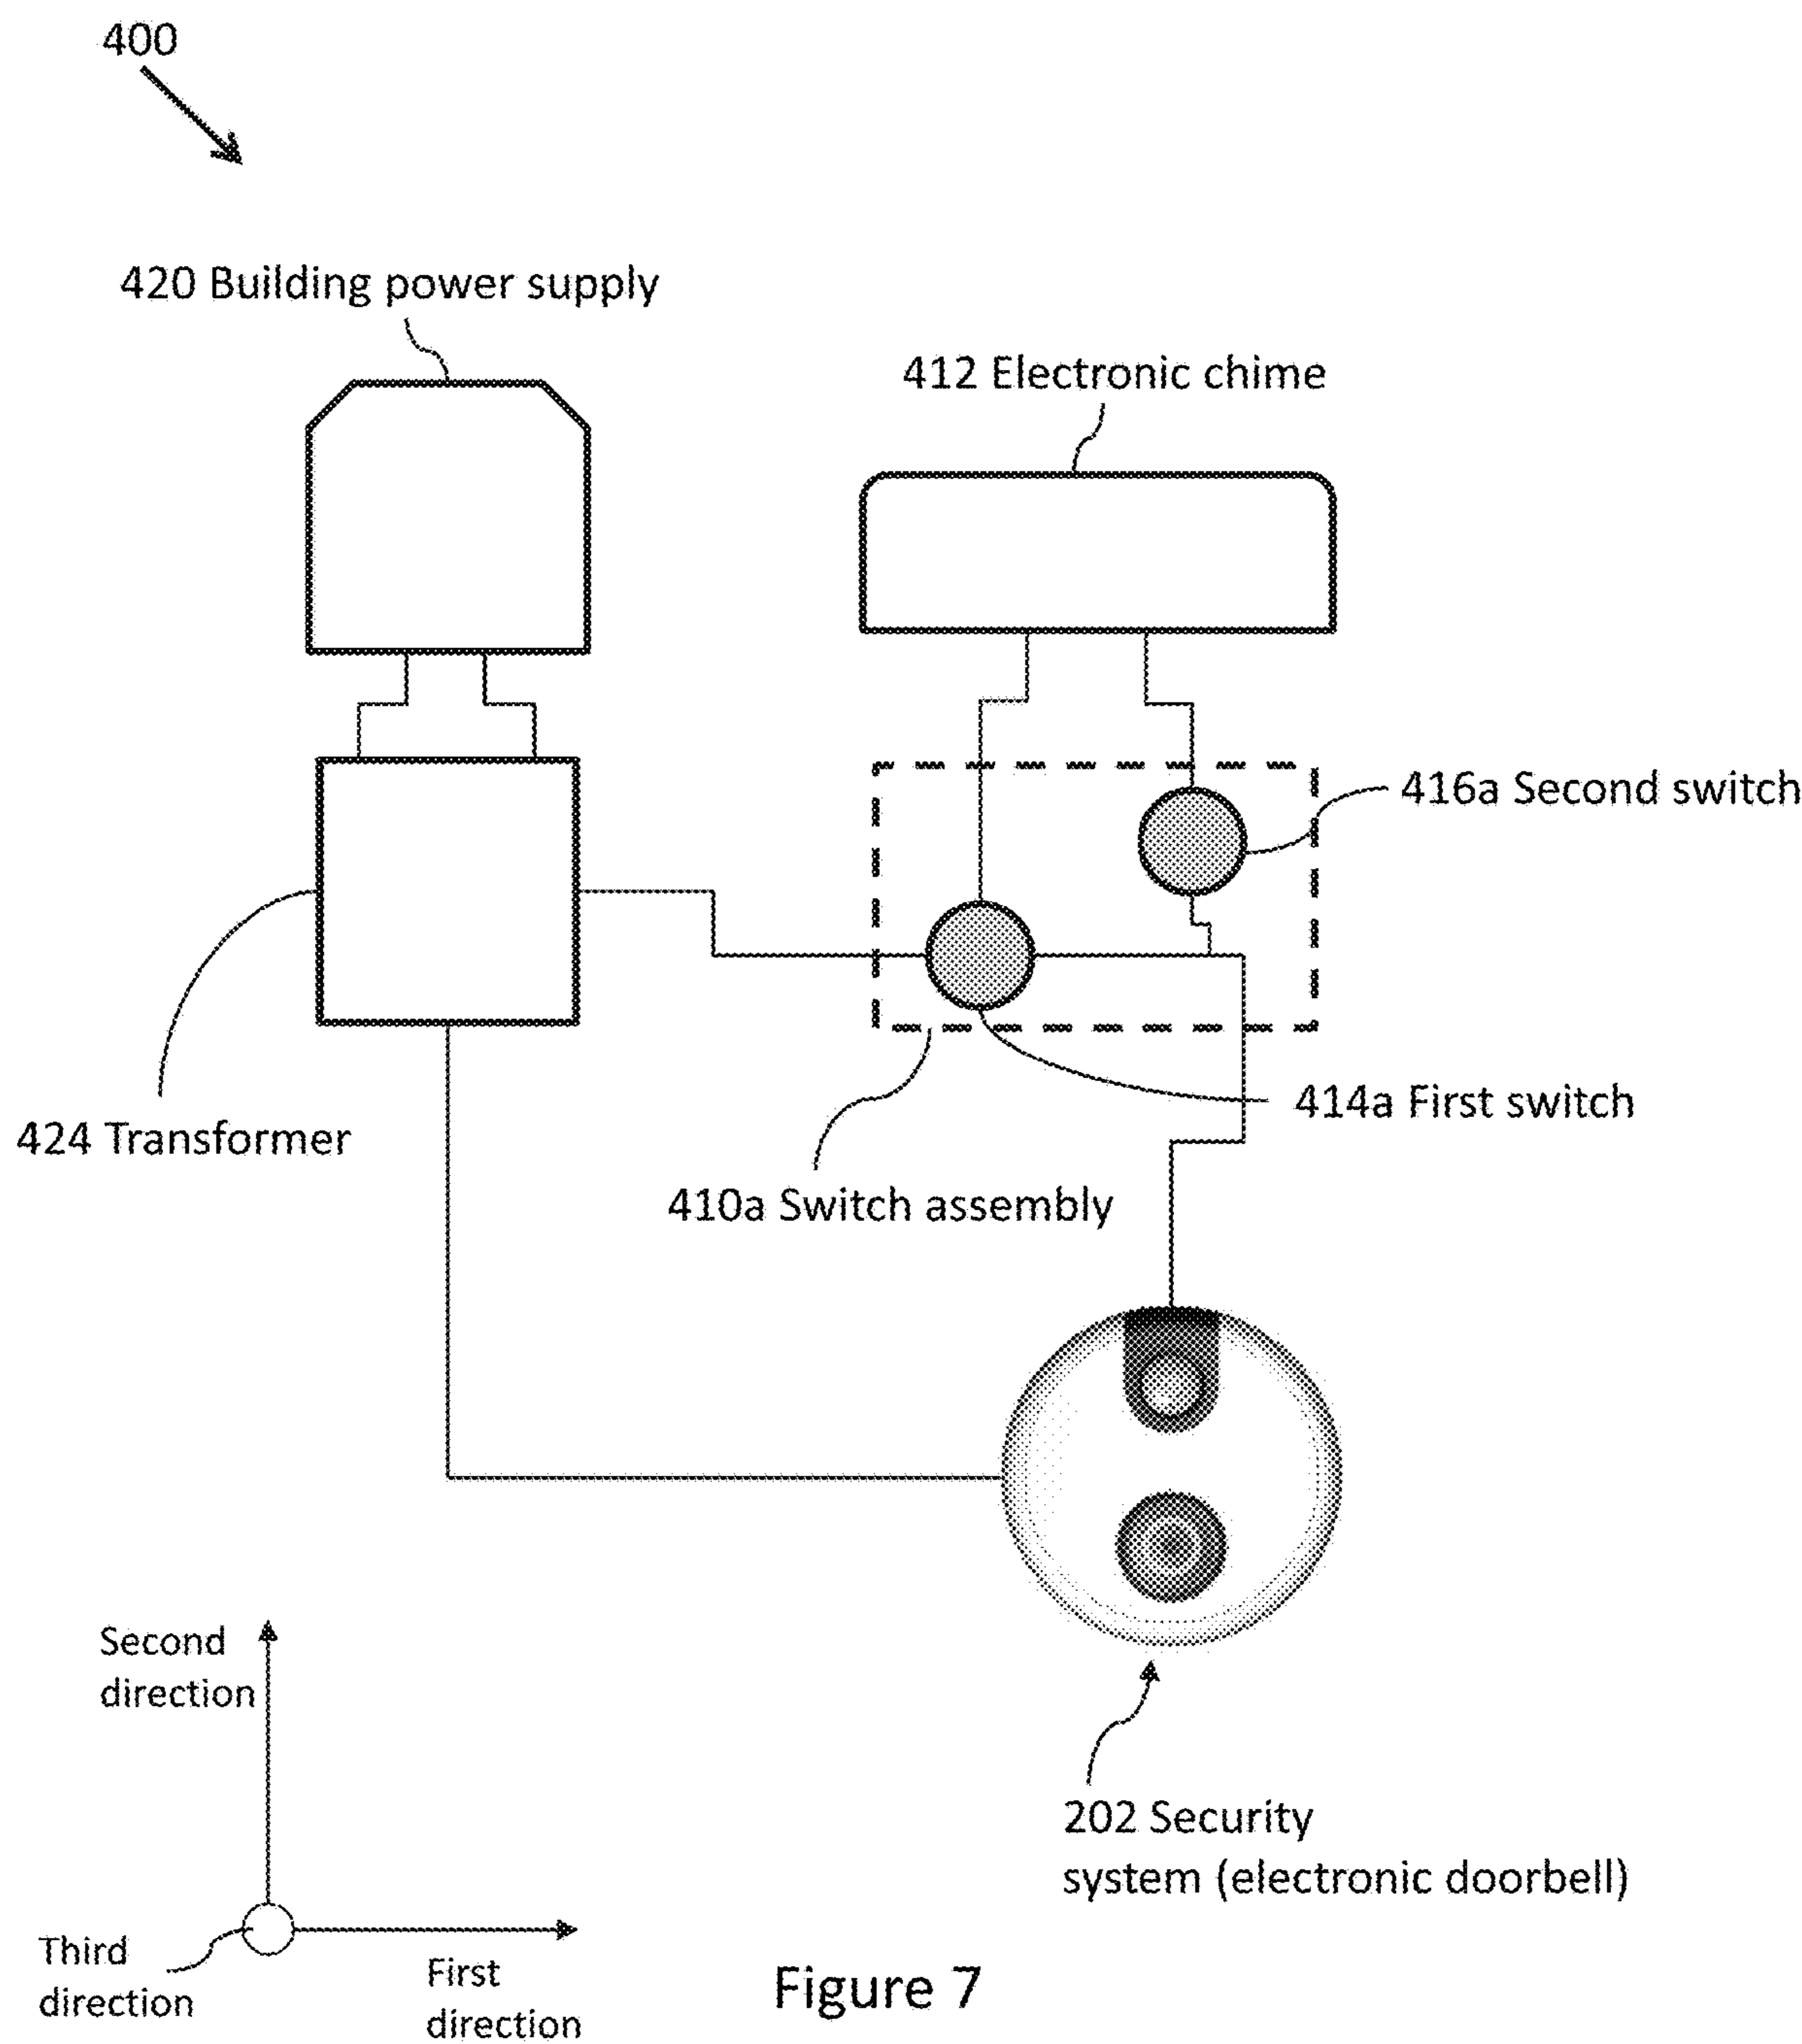 400
420 Building power supply
412 Electronic chime
416a Second switch
414a First switch
424 Transformer
410a Switch assembly
202 Security
system (electronic doorbell)
Second
direction
Third
direction
First
direction
Figure 7